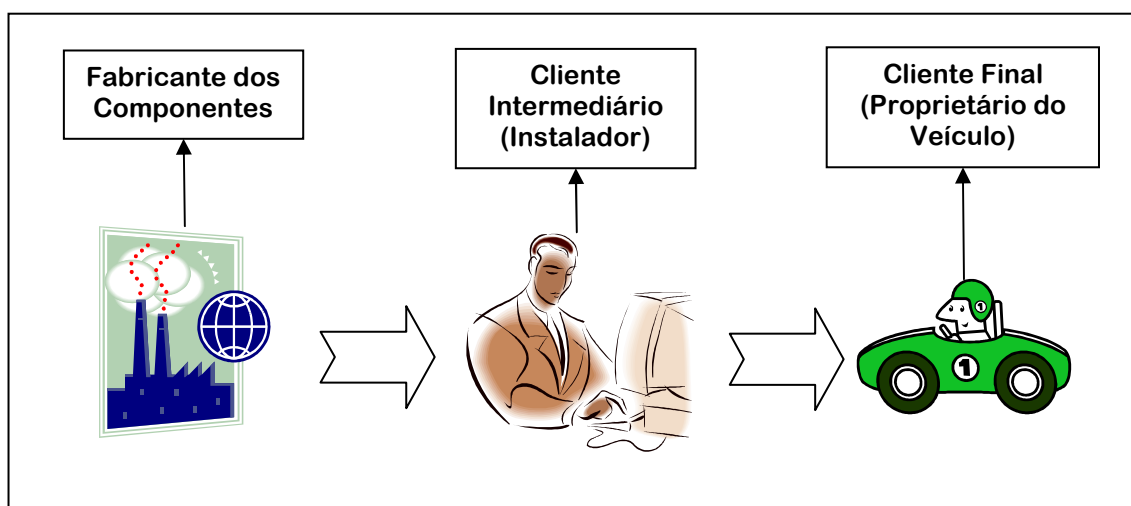 Fabricante dos
Componentes
Cliente
Intermediário
(Instalador)
Cliente Final
(Proprietário do
Veículo)
1
1